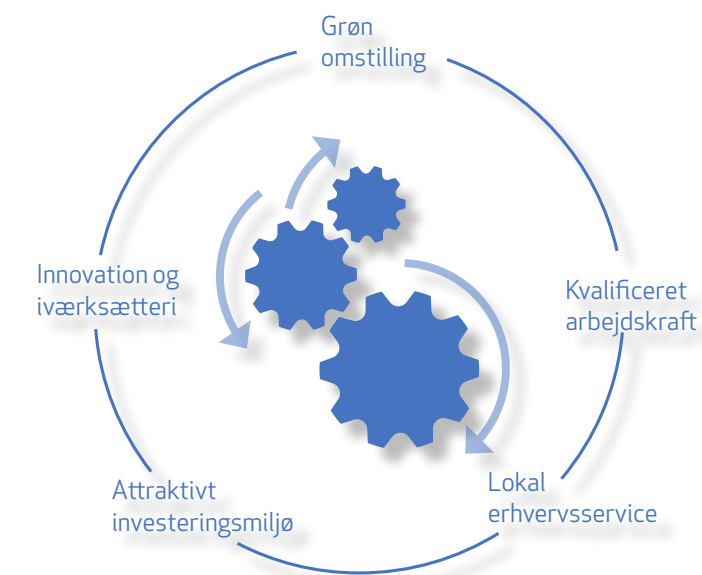 Grøn
omstilling
Innovation og
iværksætteri
Kvalificeret
arbejdskraft
Attraktivt
investeringsmiljø
Lokal
erhvervsservice